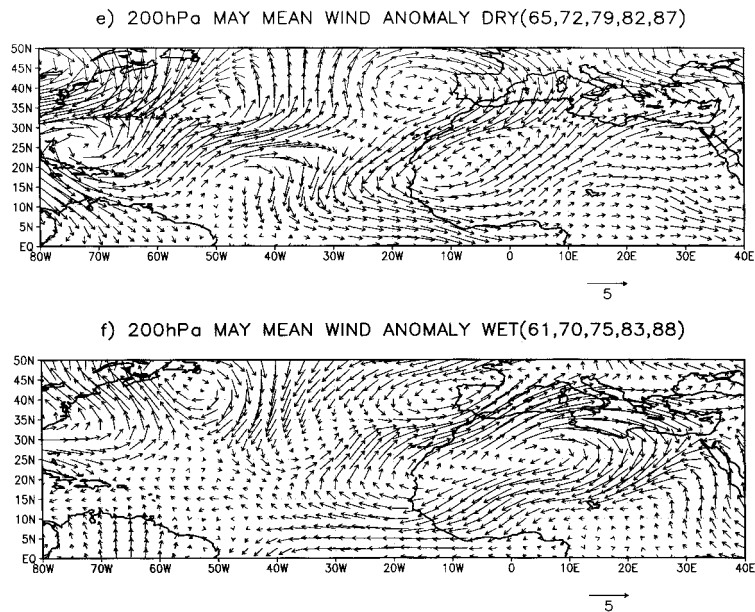 e) 200hPa MAY MEAN WIND ANOMALY DRY(65,72,79,82,87)
50N
45N
40N
35N
30N
25N
20N
15N
10N
5N
EQ
80W 70W 60W 50W 40W 30W 20W 10W 0 10E 20E 30E 40E
5
f) 200hPa MAY MEAN WIND ANOMALY WET(61,70,75,83,88)
50N
45N
40N
35N
30N
25N
20N
15N
10N
5N
EQ
80W 70W 60W 50W 40W 30W 20W 10W 0 10E 20E 30E 40E
5